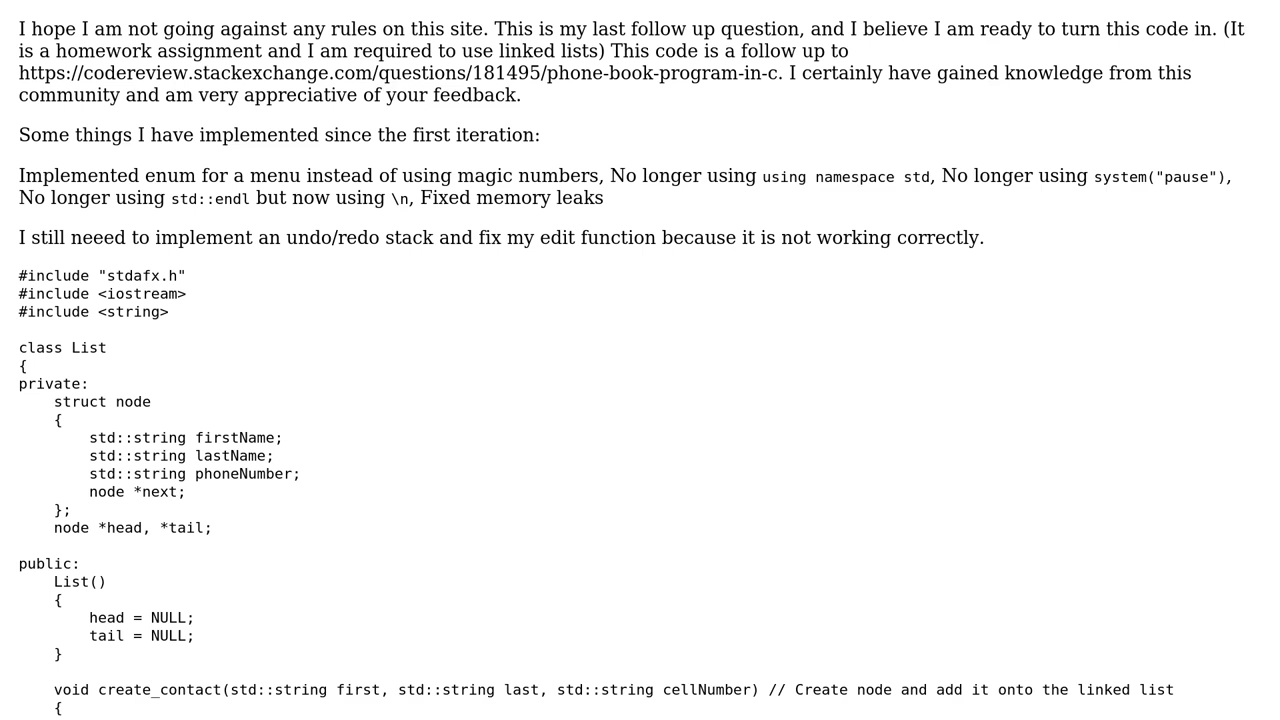 I hope I am not going against any rules on this site. This is my last follow up question, and I believe I am ready to turn this code in. (It
is a homework assignment and I am required to use linked lists) This code is a follow up to
https://codereview.stackexchange.com/questions/181495/phone-book-program-in-c. I certainly have gained knowledge from this
community and am very appreciative of your feedback.
Some things I have implemented since the first iteration:
Implemented enum for a menu instead of using magic numbers, No longer using using namespace std, No longer using system("pause"),
No longer using std::endl but now using \n, Fixed memory leaks
I still neeed to implement an undo/redo stack and fix my edit function because it is not working correctly.
#include "stdafx.h"
#include <iostream>
#include <string>
class List
{
private:
    struct node
    {
        std::string firstName;
        std::string lastName;
        std::string phoneNumber;
        node *next;
    };
    node *head, *tail;
public:
    List()
    {
        head = NULL;
        tail = NULL;
    }
    void create_contact(std::string first, std::string last, std::string cellNumber) // Create node and add it onto the linked list
    {